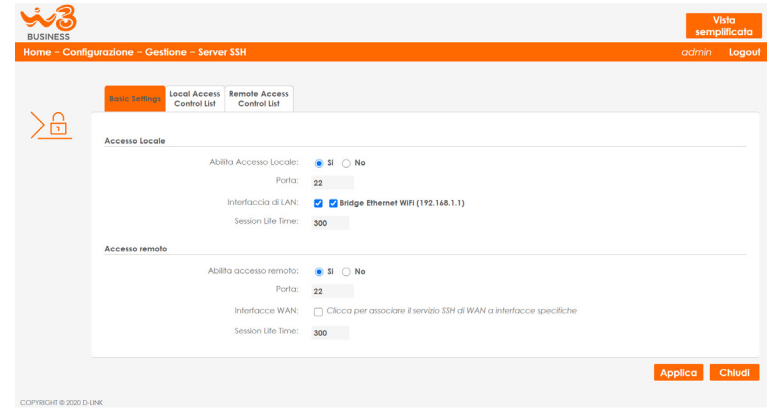 W3
BUSINESS
Vista
semplificata
Home – Configurazione – Gestione – Server SSH
admin Logout
Basic Settings
Local Access
Control List
Remote Access
Control List
Accesso Locale
Abilita Accesso Locale: Si No
Porta: 22
Interfaccia di LAN: Bridge Ethernet WiFi (192.168.1.1)
Session Life Time: 300
Accesso remoto
Abilita accesso remoto: Si No
Porta: 22
Interfacce WAN: Clicca per associare il servizio SSH di WAN a interfacce specifiche
Session Life Time: 300
Applica Chiudi
COPYRIGHT © 2020 D-LINK